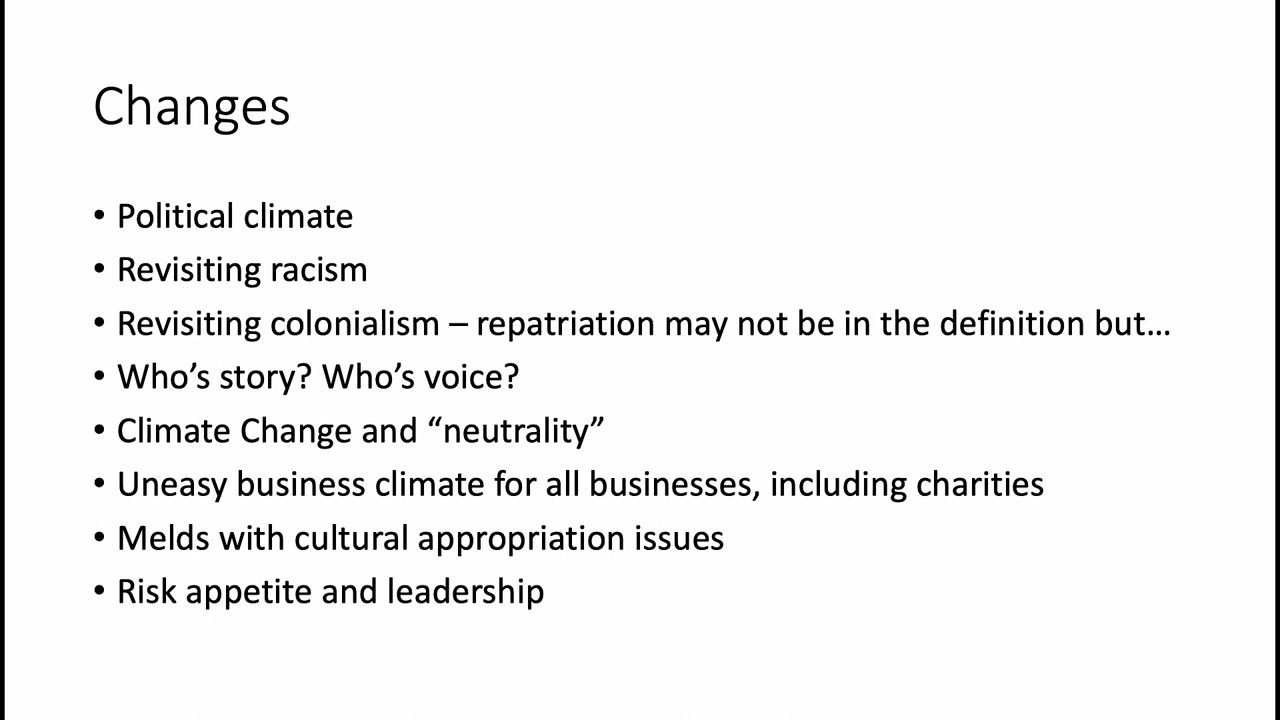 Changes
• Political climate
• Revisiting racism
• Revisiting colonialism – repatriation may not be in the definition but…
• Who’s story? Who’s voice?
• Climate Change and “neutrality”
• Uneasy business climate for all businesses, including charities
• Melds with cultural appropriation issues
• Risk appetite and leadership